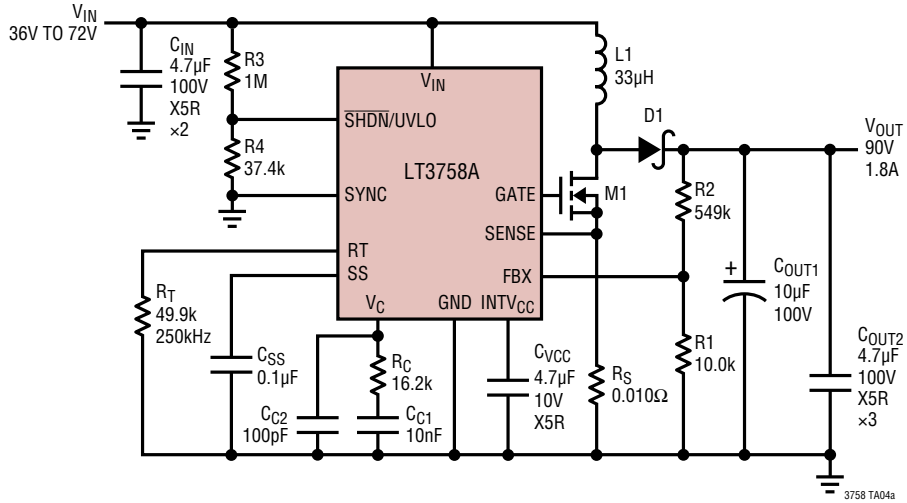 VIN
36V TO 72V
CIN
4.7µF
100V
X5R
×2
R3
1M
R4
37.4k
VIN
SHDN/UVLO
LT3758A
SYNC
GATE
SENSE
RT
SS
FBX
VC
GND
INTVCC
L1
33µH
D1
M1
VOUT
90V
1.8A
R2
549k
+
COUT1
10µF
100V
R1
10.0k
COUT2
4.7µF
100V
X5R
×3
RT
49.9k
250kHz
CSS
0.1µF
RC
16.2k
CC2
100pF
CC1
10nF
CVCC
4.7µF
10V
X5R
RS
0.010Ω
3758 TA04a